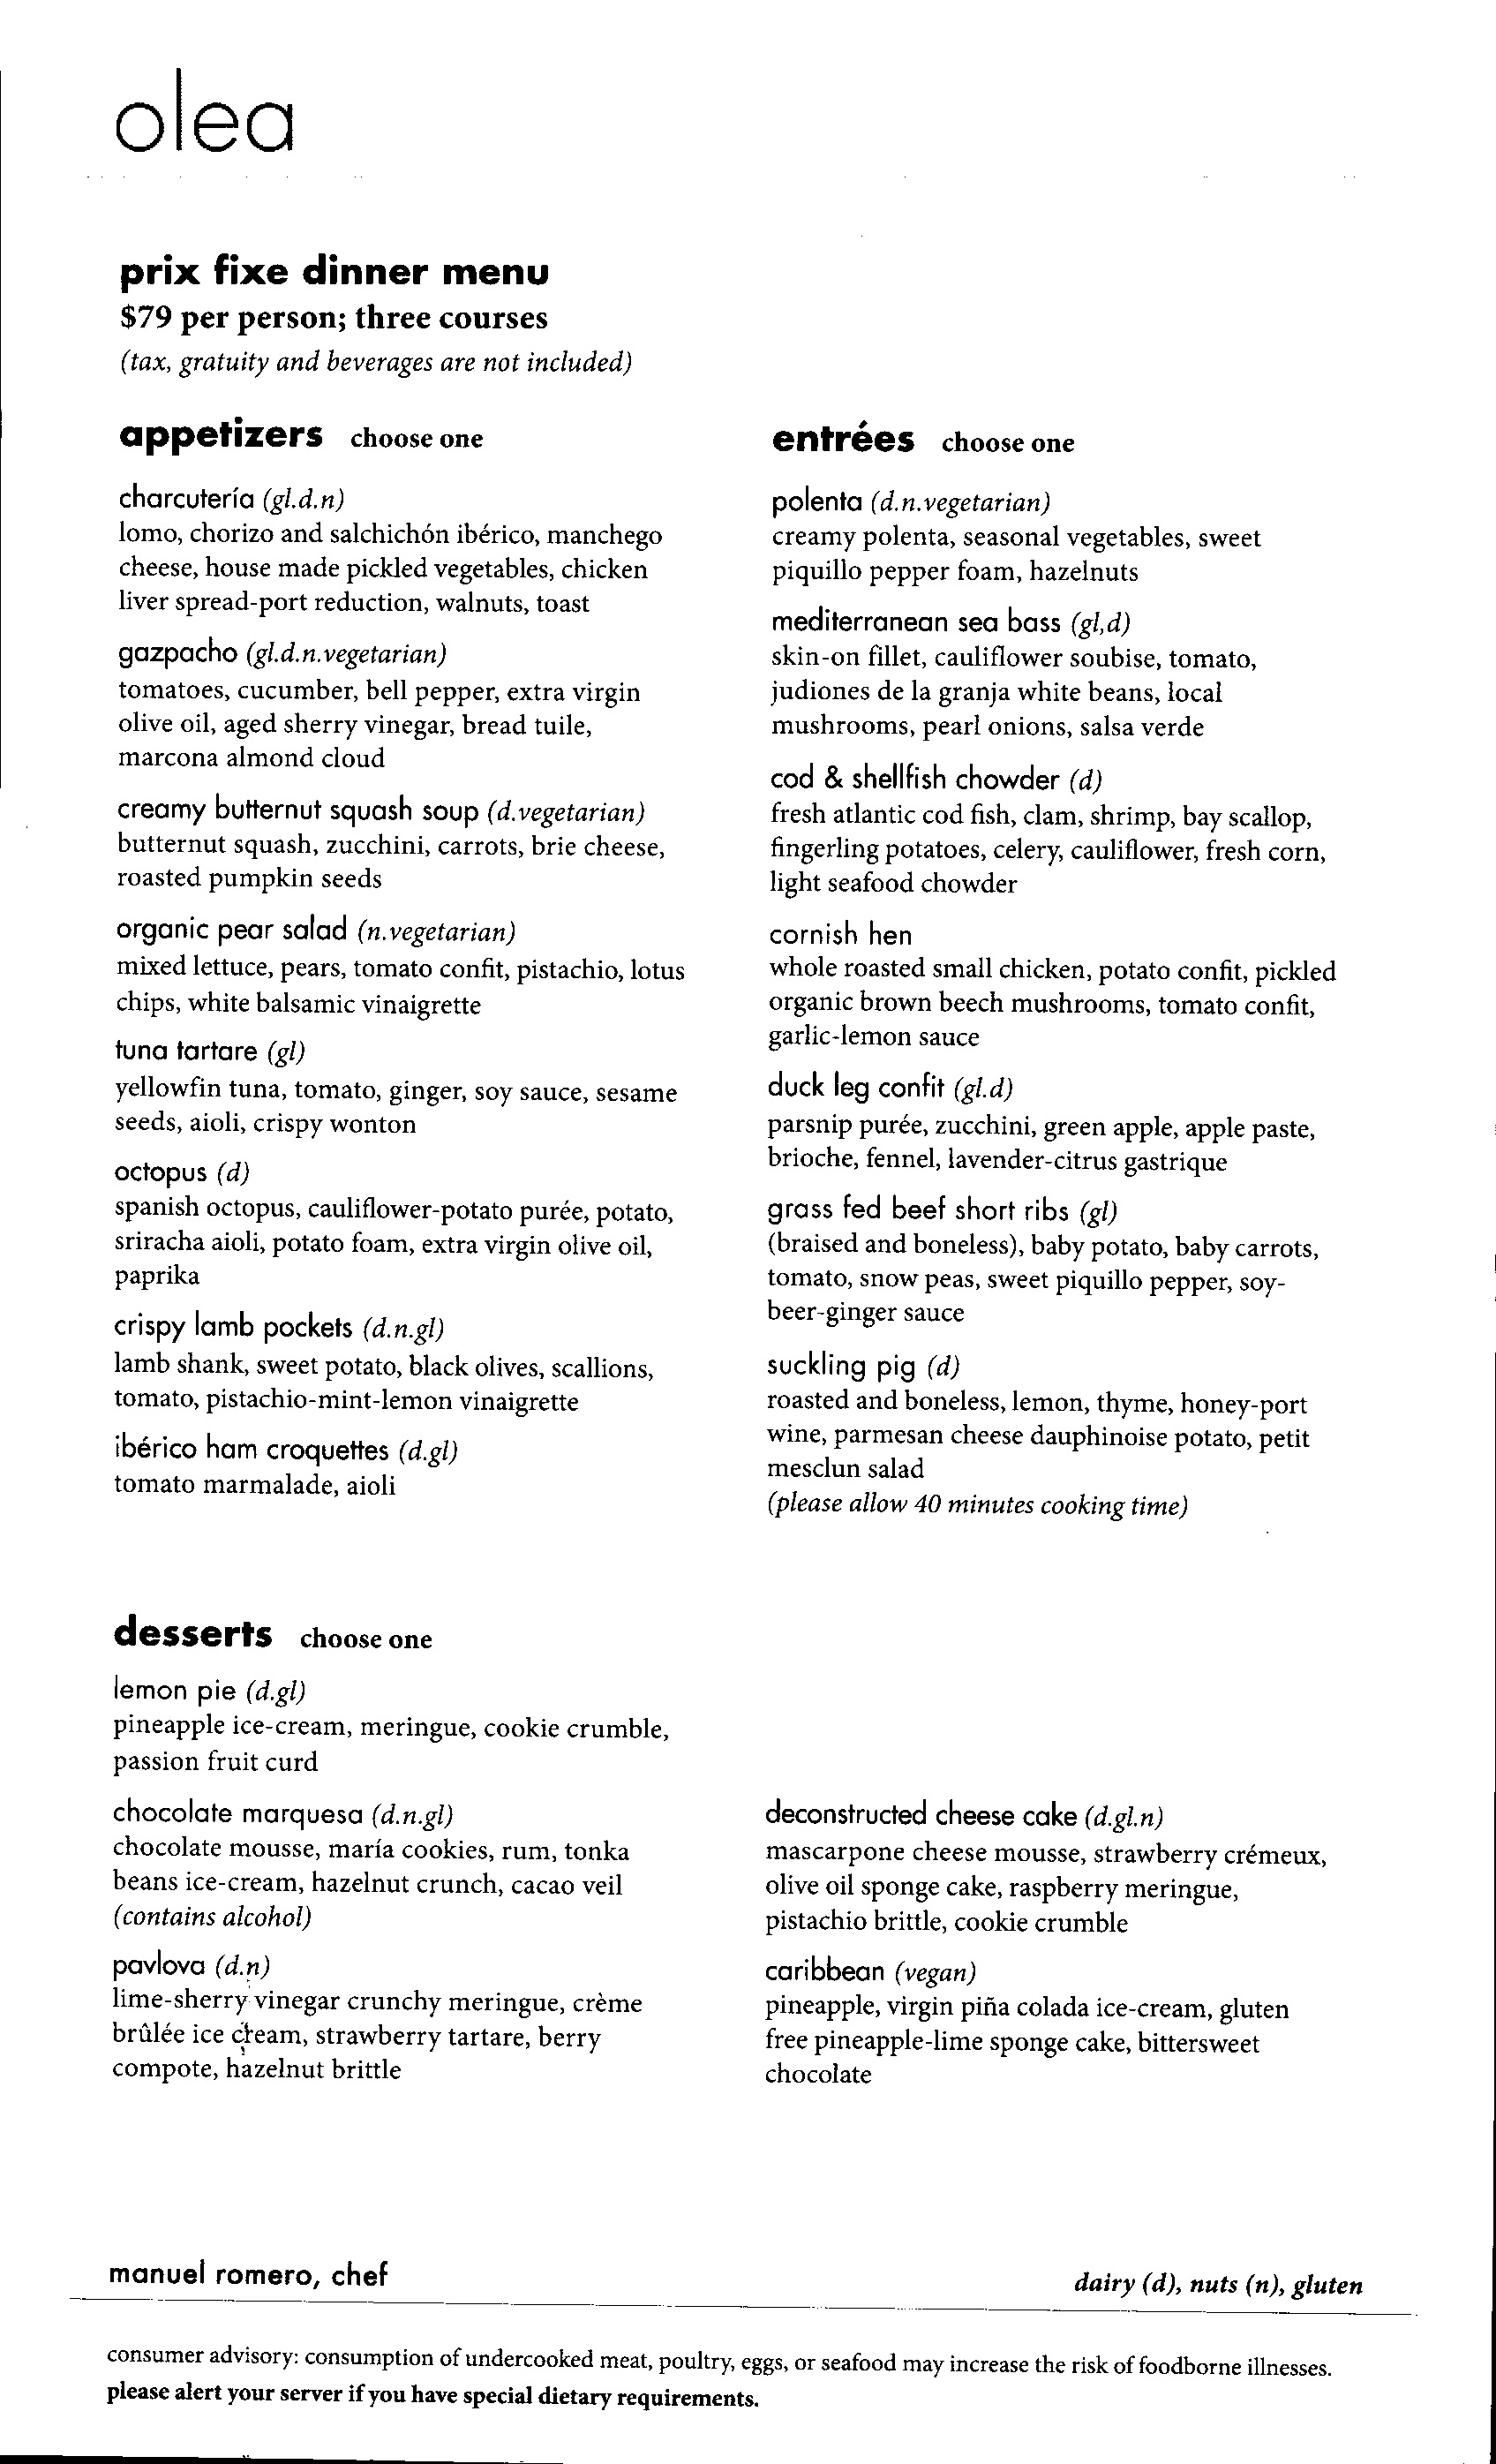 olea
prix fixe dinner menu
$79 per person; three courses
(tax, gratuity and beverages are not included)
appetizers choose one
charcutería (gl.d.n)
lomo, chorizo and salchichón ibérico, manchego
cheese, house made pickled vegetables, chicken
liver spread-port reduction, walnuts, toast
gazpacho (gl.d.n.vegetarian)
tomatoes, cucumber, bell pepper, extra virgin
olive oil, aged sherry vinegar, bread tuile,
marcona almond cloud
creamy butternut squash soup (d.vegetarian)
butternut squash, zucchini, carrots, brie cheese,
roasted pumpkin seeds
organic pear salad (n.vegetarian)
mixed lettuce, pears, tomato confit, pistachio, lotus
chips, white balsamic vinaigrette
tuna tartare (gl)
yellowfin tuna, tomato, ginger, soy sauce, sesame
seeds, aioli, crispy wonton
octopus (d)
spanish octopus, cauliflower-potato purée, potato,
sriracha aioli, potato foam, extra virgin olive oil,
paprika
crispy lamb pockets (d.n.gl)
lamb shank, sweet potato, black olives, scallions,
tomato, pistachio-mint-lemon vinaigrette
ibérico ham croquettes (d.gl)
tomato marmalade, aioli
entrées choose one
polenta (d.n.vegetarian)
creamy polenta, seasonal vegetables, sweet
piquillo pepper foam, hazelnuts
mediterranean sea bass (gl,d)
skin-on fillet, cauliflower soubise, tomato,
judiones de la granja white beans, local
mushrooms, pearl onions, salsa verde
cod & shellfish chowder (d)
fresh atlantic cod fish, clam, shrimp, bay scallop,
fingerling potatoes, celery, cauliflower, fresh corn,
light seafood chowder
cornish hen
whole roasted small chicken, potato confit, pickled
organic brown beech mushrooms, tomato confit,
garlic-lemon sauce
duck leg confit (gl.d)
parsnip purée, zucchini, green apple, apple paste,
brioche, fennel, lavender-citrus gastrique
grass fed beef short ribs (gl)
(braised and boneless), baby potato, baby carrots,
tomato, snow peas, sweet piquillo pepper, soy-
beer-ginger sauce
suckling pig (d)
roasted and boneless, lemon, thyme, honey-port
wine, parmesan cheese dauphinoise potato, petit
mesclun salad
(please allow 40 minutes cooking time)
desserts choose one
lemon pie (d.gl)
pineapple ice-cream, meringue, cookie crumble,
passion fruit curd
chocolate marquesa (d.n.gl)
chocolate mousse, maría cookies, rum, tonka
beans ice-cream, hazelnut crunch, cacao veil
(contains alcohol)
pavlova (d.n)
lime-sherry vinegar crunchy meringue, crème
brûlée ice cream, strawberry tartare, berry
compote, hazelnut brittle
deconstructed cheese cake (d.gl.n)
mascarpone cheese mousse, strawberry crémeux,
olive oil sponge cake, raspberry meringue,
pistachio brittle, cookie crumble
caribbean (vegan)
pineapple, virgin piña colada ice-cream, gluten
free pineapple-lime sponge cake, bittersweet
chocolate
manuel romero, chef
dairy (d), nuts (n), gluten
consumer advisory: consumption of undercooked meat, poultry, eggs, or seafood may increase the risk of foodborne illnesses.
please alert your server if you have special dietary requirements.